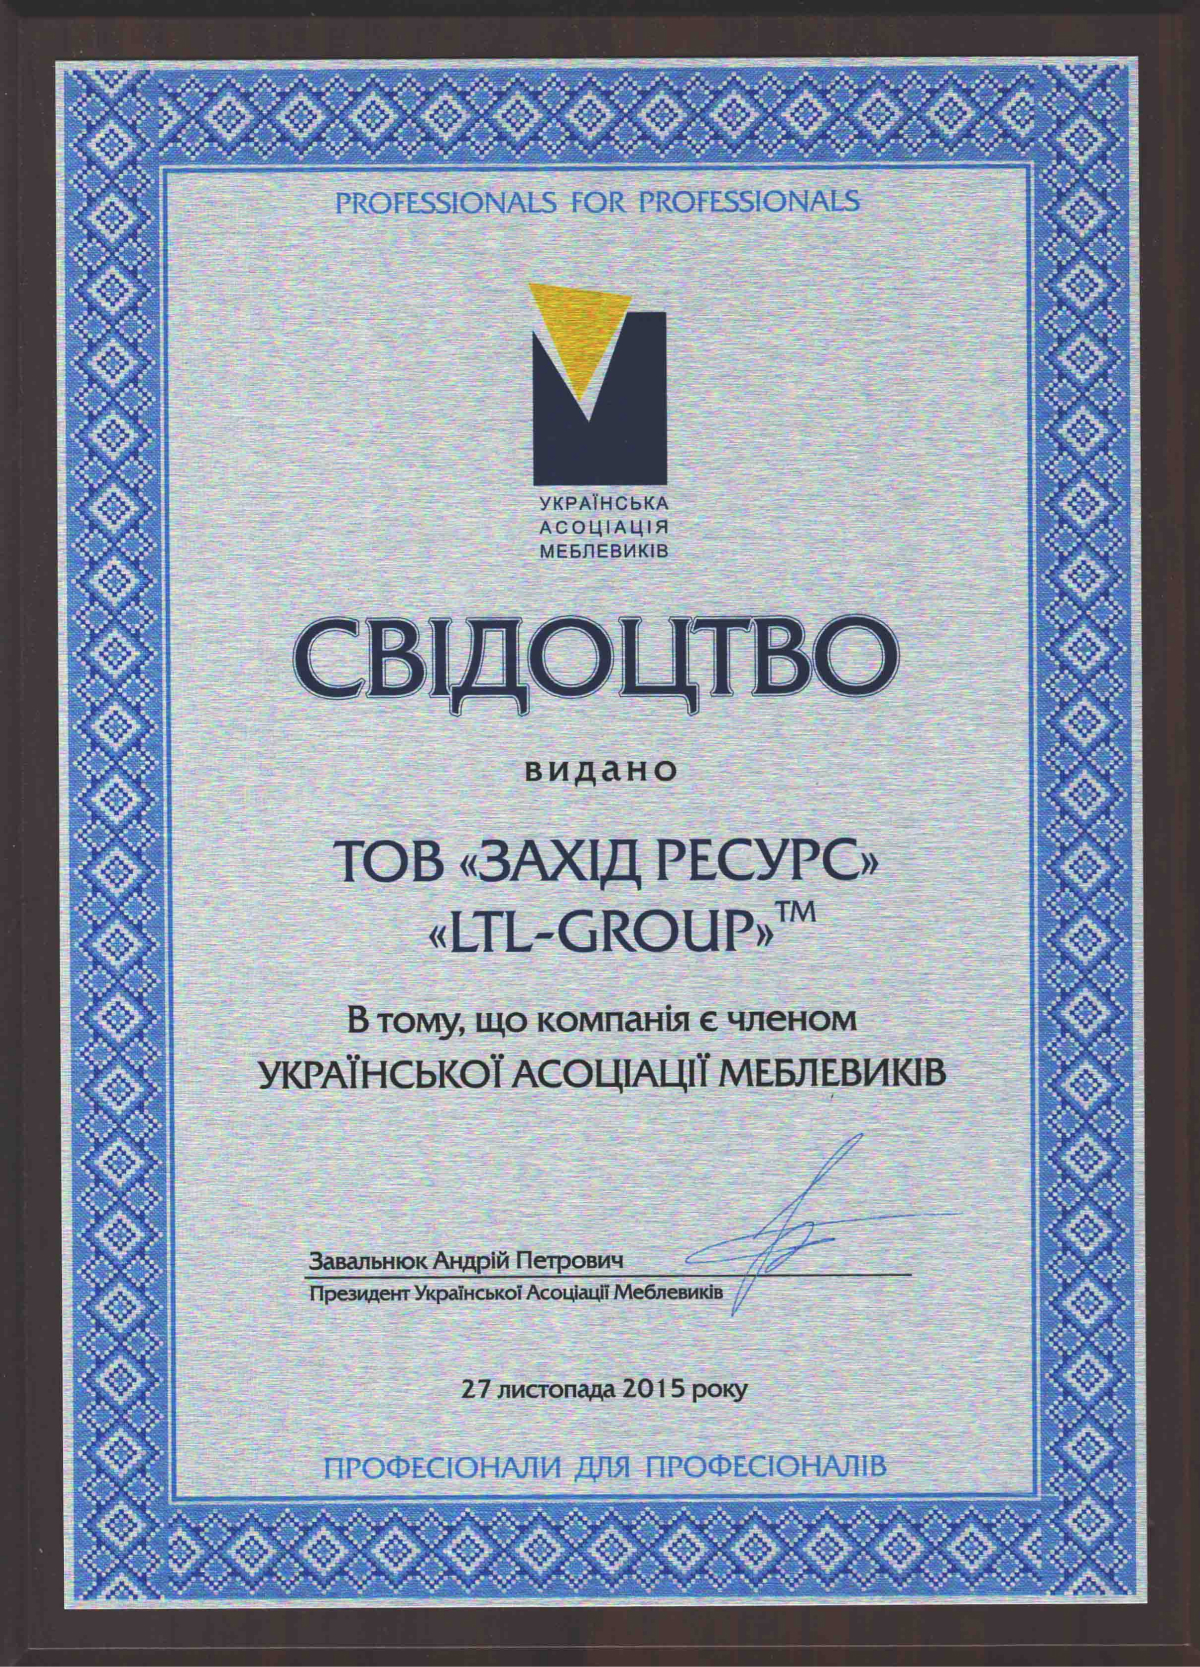 PROFESSIONALS FOR PROFESSIONALS
УКРАЇНСЬКА
АСОЦІАЦІЯ
МЕБЛЕВИКІВ
СВІДОЦТВО
видано
ТОВ «ЗАХІД РЕСУРС»
«LTL-GROUP»™
В тому, що компанія є членом
УКРАЇНСЬКОЇ АСОЦІАЦІЇ МЕБЛЕВИКІВ
Завальнюк Андрій Петрович
Президент Української Асоціації Меблевиків
27 листопада 2015 року
ПРОФЕСІОНАЛИ ДЛЯ ПРОФЕСІОНАЛІВ